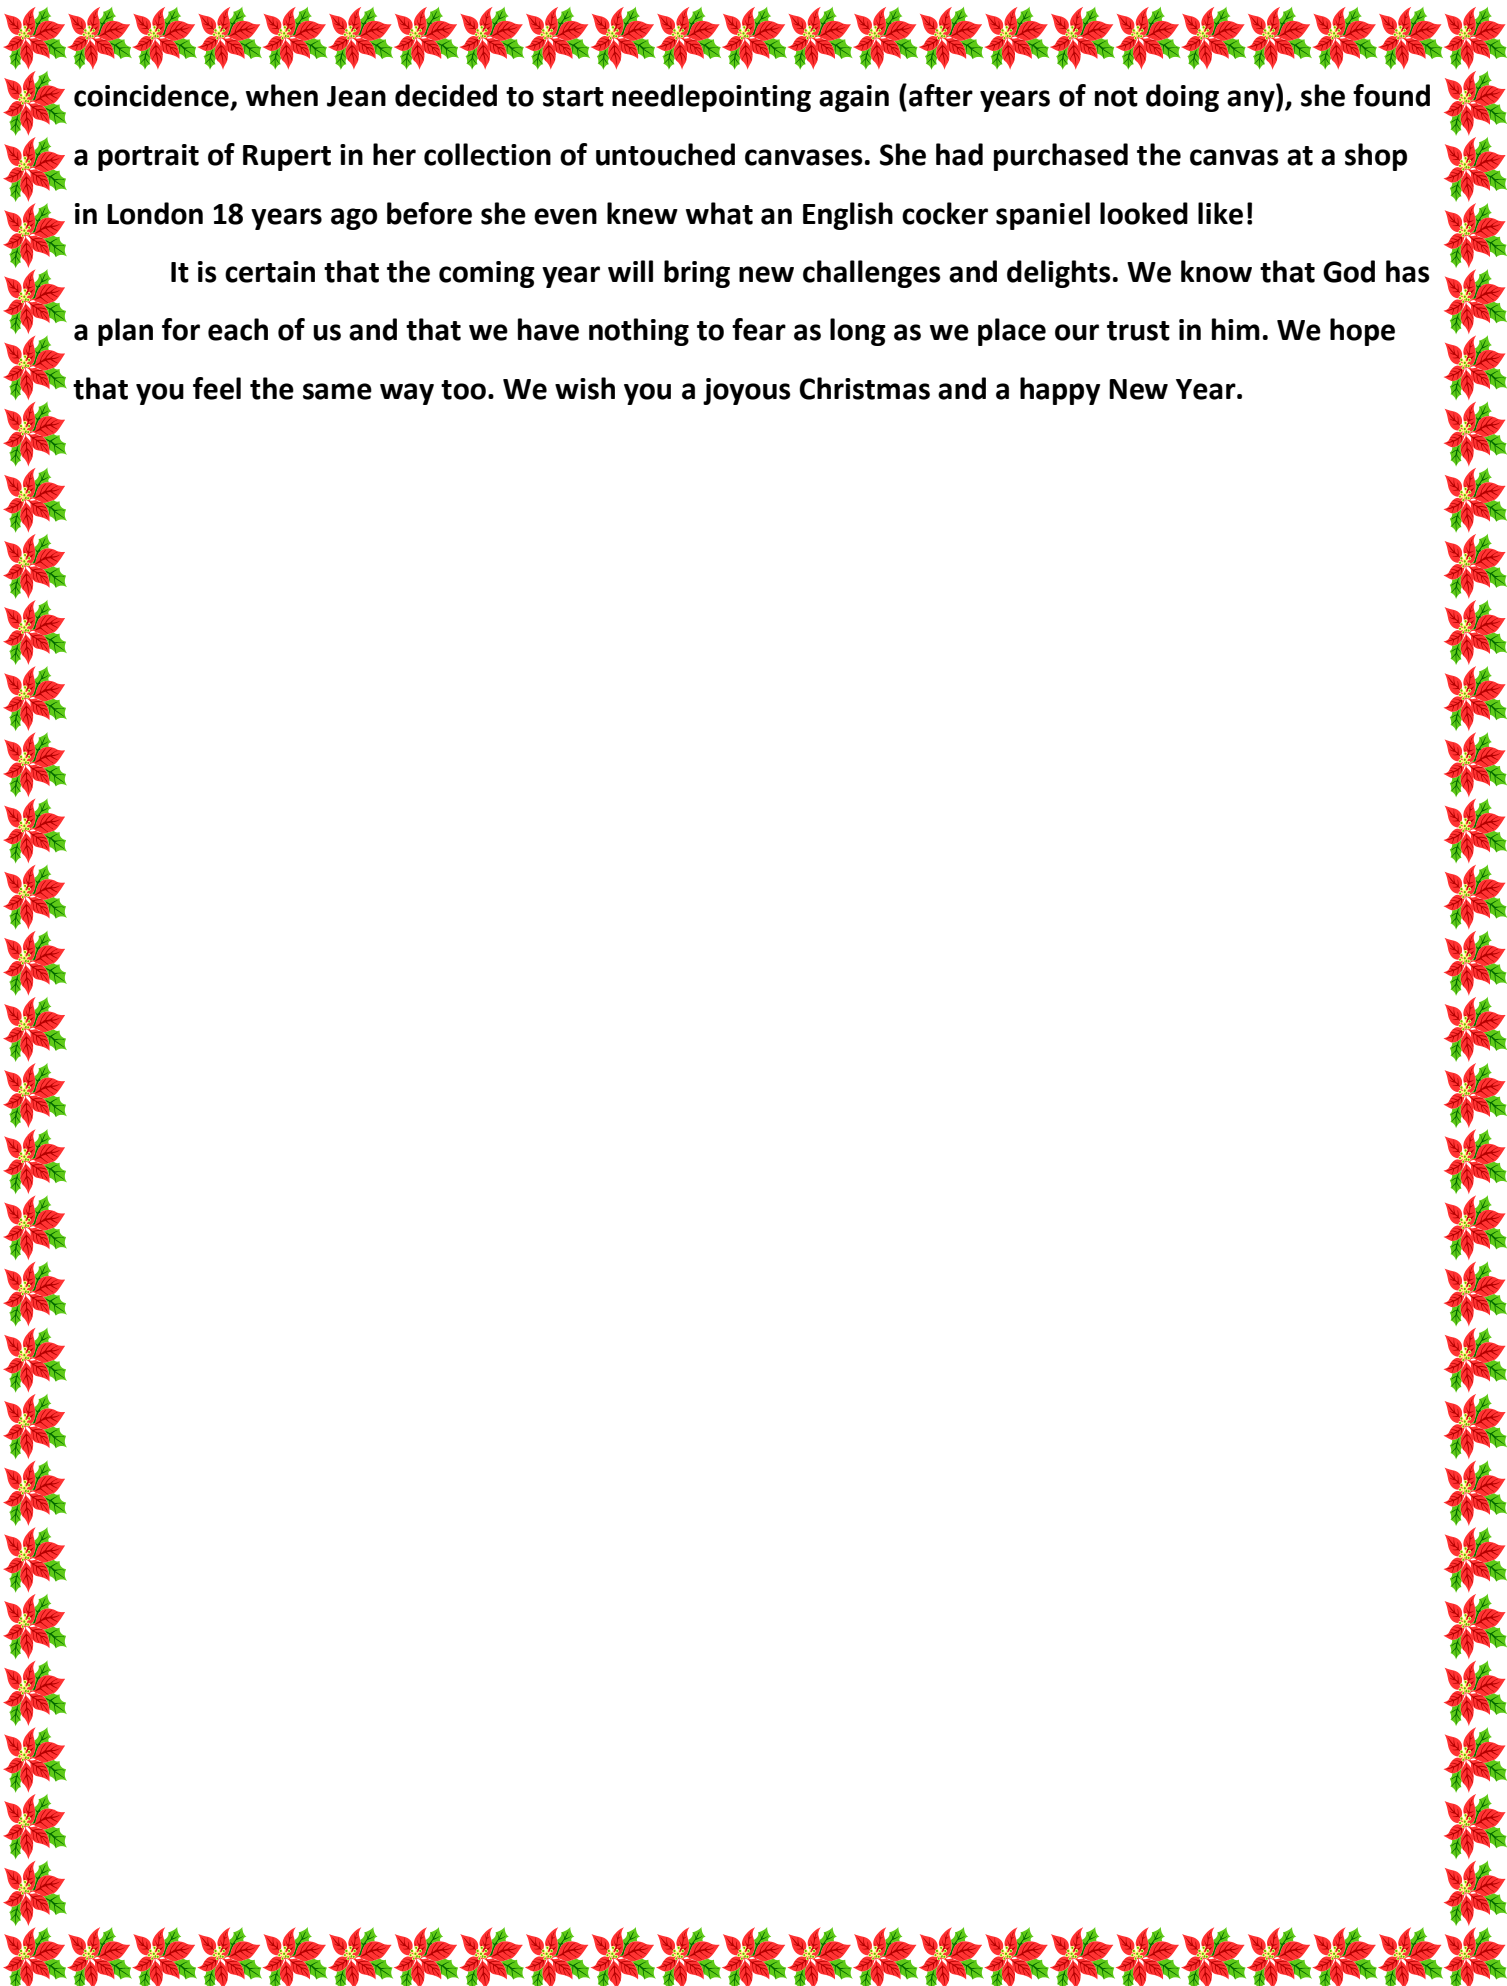 coincidence, when Jean decided to start needlepointing again (after years of not doing any), she found
a portrait of Rupert in her collection of untouched canvases. She had purchased the canvas at a shop
in London 18 years ago before she even knew what an English cocker spaniel looked like!
It is certain that the coming year will bring new challenges and delights. We know that God has
a plan for each of us and that we have nothing to fear as long as we place our trust in him. We hope
that you feel the same way too. We wish you a joyous Christmas and a happy New Year.